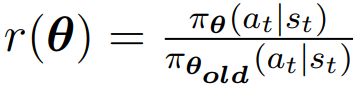 r(θ) = π_θ(a_t|s_t) / π_θ_old(a_t|s_t)